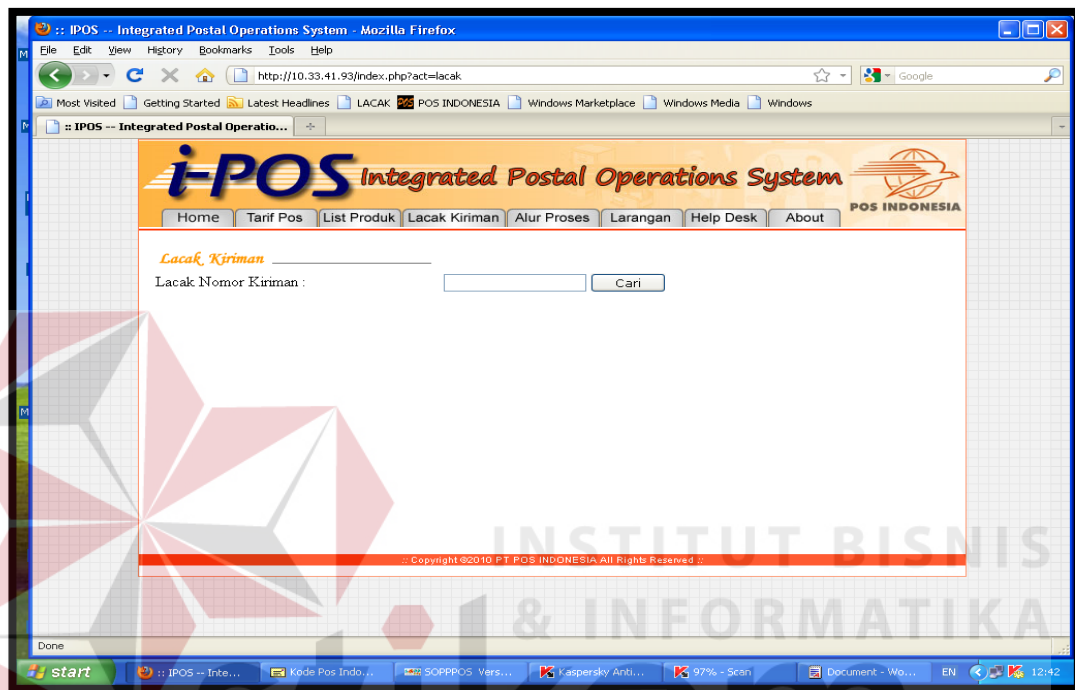 :: IPOS -- Integrated Postal Operations System - Mozilla Firefox
File Edit View History Bookmarks Tools Help
http://10.33.41.93/index.php?act=lacak
Google
Most Visited Getting Started Latest Headlines LACAK POS INDONESIA Windows Marketplace Windows Media Windows
:: IPOS -- Integrated Postal Operatio...
i-POS Integrated Postal Operations System
POS INDONESIA
Home Tarif Pos List Produk Lacak Kiriman Alur Proses Larangan Help Desk About
Lacak Kiriman
Lacak Nomor Kiriman :
Cari
INSTITUT BISNIS
:: Copyright ©2010 PT POS INDONESIA All Rights Reserved ::
& INFORMATIKA
Done
start :: IPOS -- Inte... Kode Pos Indo... SOPPPOS Vers... Kaspersky Anti... 97% - Scan Document - Wo... EN 12:42